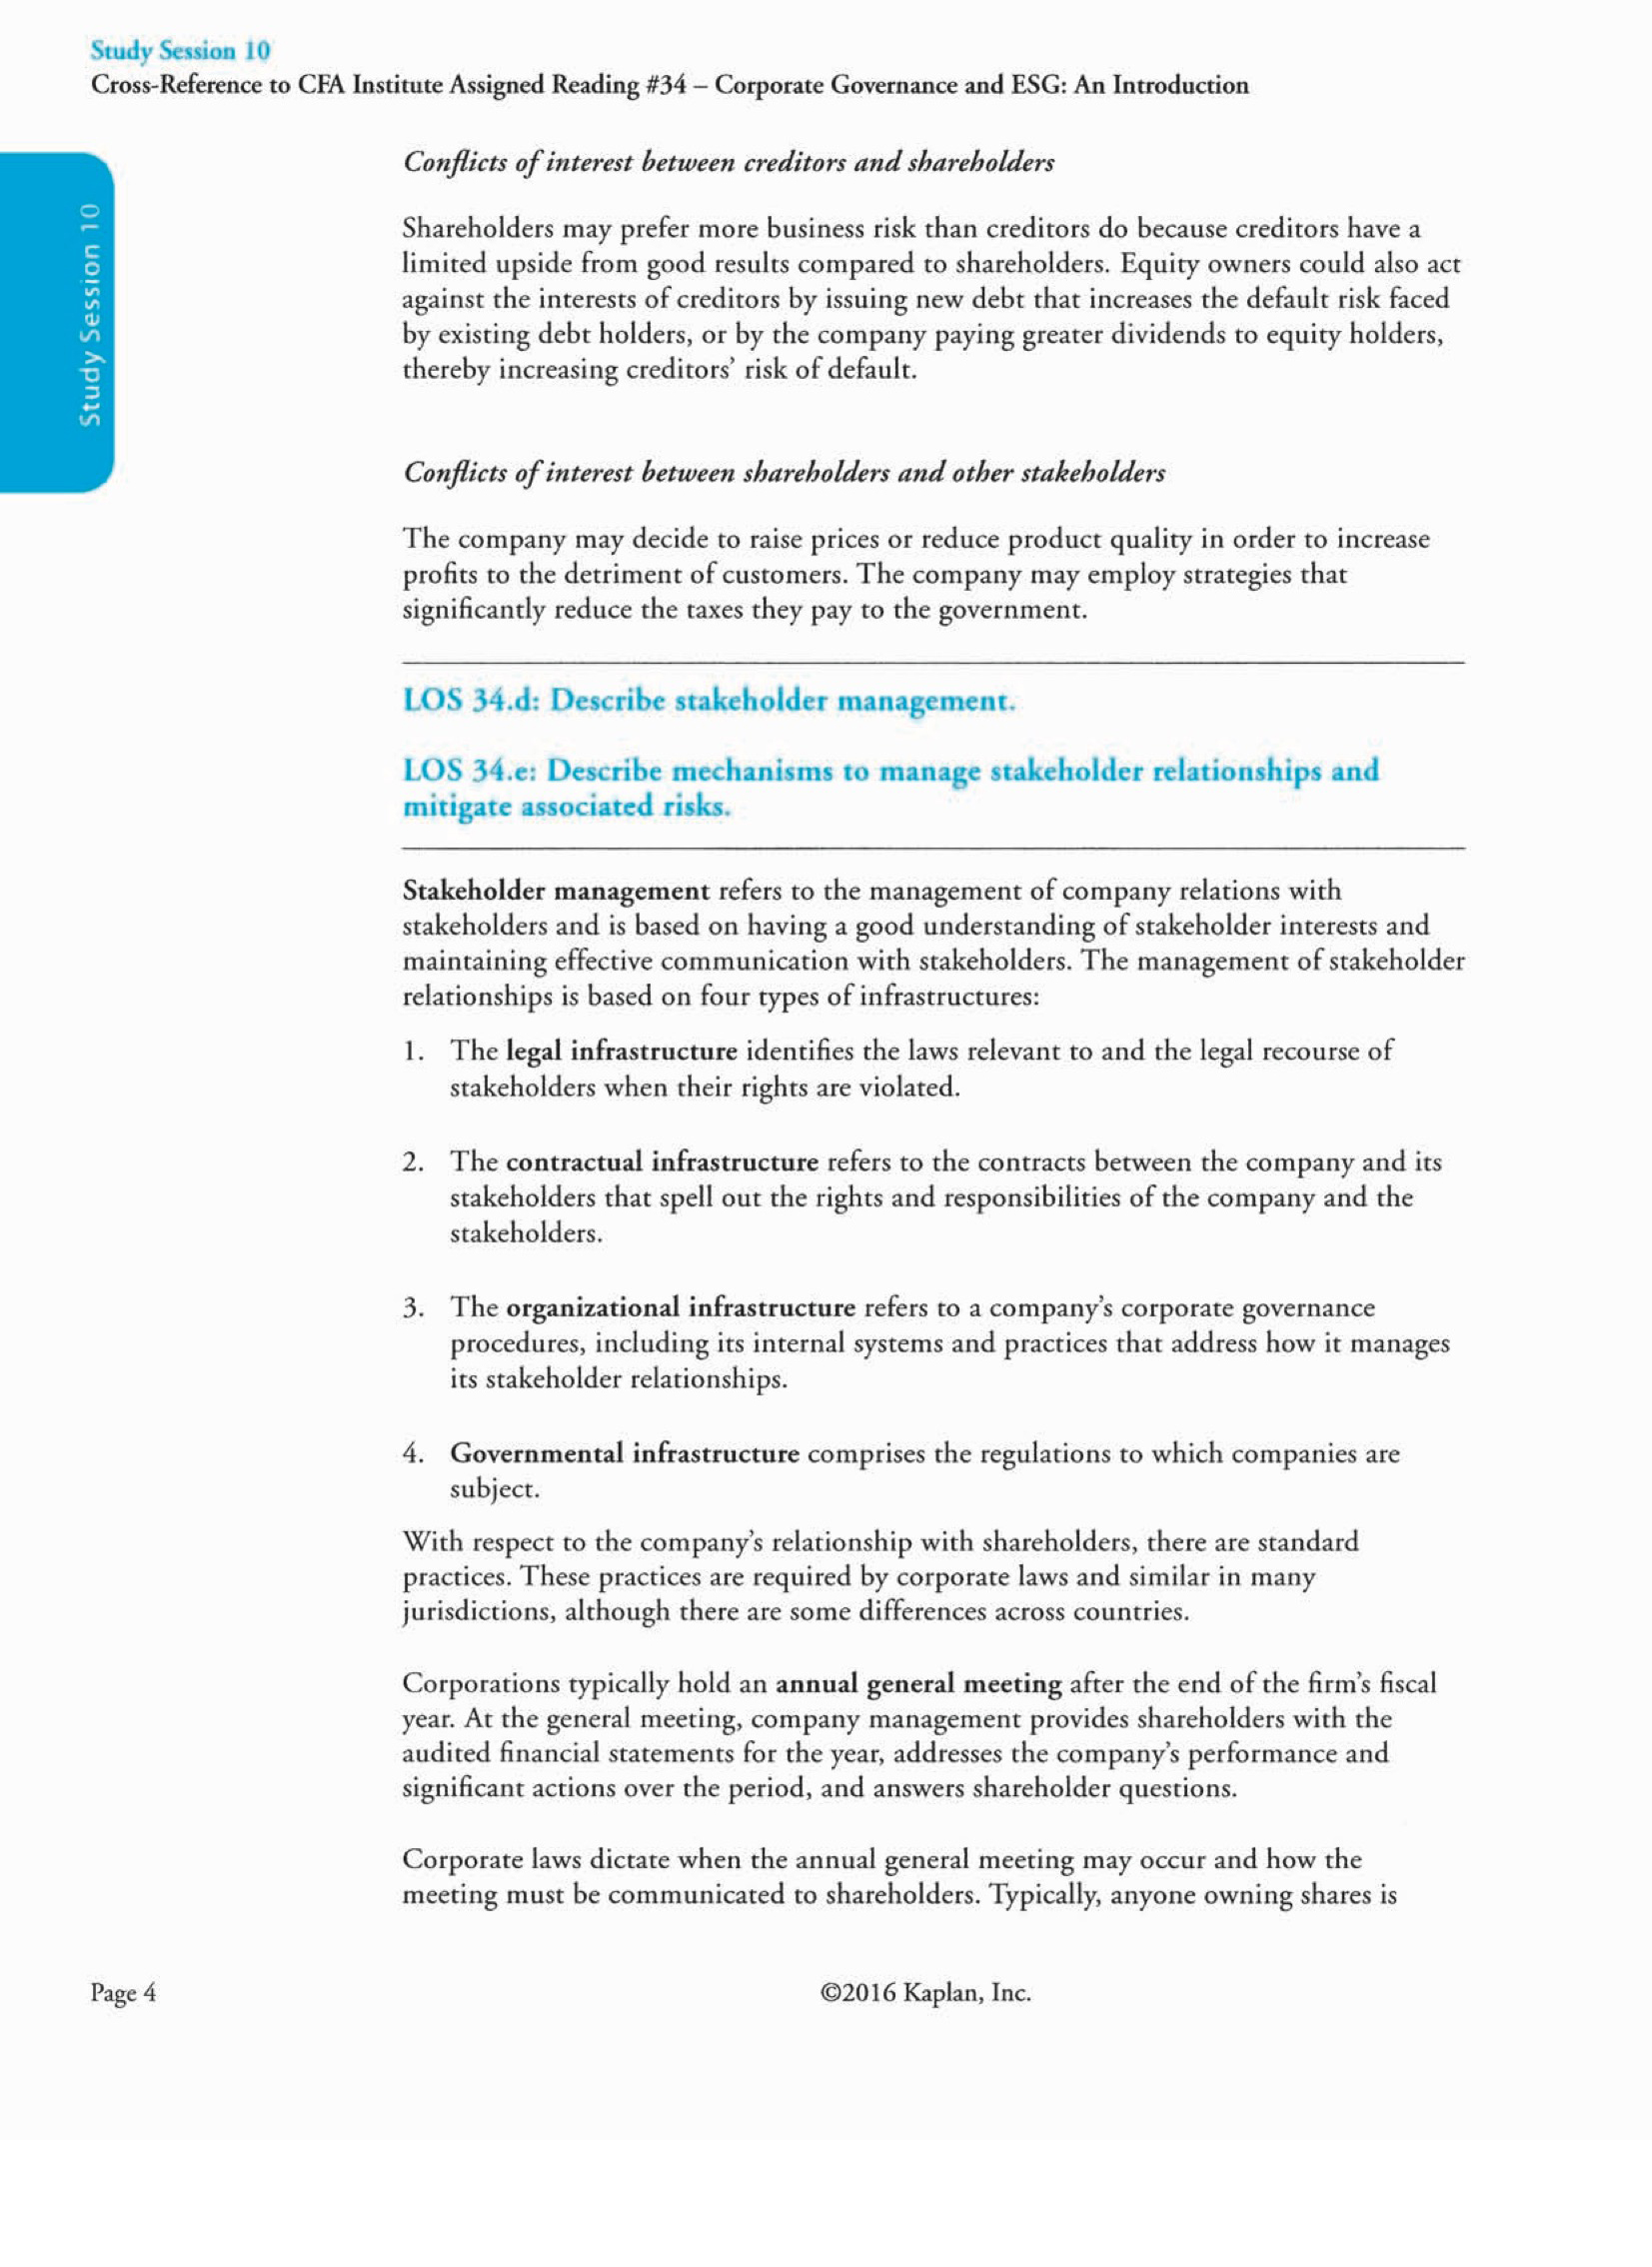 Study Session 10
Cross-Reference to CFA Institute Assigned Reading #34 – Corporate Governance and ESG: An Introduction
Study Session 10
Conflicts of interest between creditors and shareholders
Shareholders may prefer more business risk than creditors do because creditors have a
limited upside from good results compared to shareholders. Equity owners could also act
against the interests of creditors by issuing new debt that increases the default risk faced
by existing debt holders, or by the company paying greater dividends to equity holders,
thereby increasing creditors’ risk of default.
Conflicts of interest between shareholders and other stakeholders
The company may decide to raise prices or reduce product quality in order to increase
profits to the detriment of customers. The company may employ strategies that
significantly reduce the taxes they pay to the government.
LOS 34.d: Describe stakeholder management.
LOS 34.e: Describe mechanisms to manage stakeholder relationships and
mitigate associated risks.
Stakeholder management refers to the management of company relations with
stakeholders and is based on having a good understanding of stakeholder interests and
maintaining effective communication with stakeholders. The management of stakeholder
relationships is based on four types of infrastructures:
1. The legal infrastructure identifies the laws relevant to and the legal recourse of
stakeholders when their rights are violated.
2. The contractual infrastructure refers to the contracts between the company and its
stakeholders that spell out the rights and responsibilities of the company and the
stakeholders.
3. The organizational infrastructure refers to a company’s corporate governance
procedures, including its internal systems and practices that address how it manages
its stakeholder relationships.
4. Governmental infrastructure comprises the regulations to which companies are
subject.
With respect to the company’s relationship with shareholders, there are standard
practices. These practices are required by corporate laws and similar in many
jurisdictions, although there are some differences across countries.
Corporations typically hold an annual general meeting after the end of the firm’s fiscal
year. At the general meeting, company management provides shareholders with the
audited financial statements for the year, addresses the company’s performance and
significant actions over the period, and answers shareholder questions.
Corporate laws dictate when the annual general meeting may occur and how the
meeting must be communicated to shareholders. Typically, anyone owning shares is
Page 4
©2016 Kaplan, Inc.